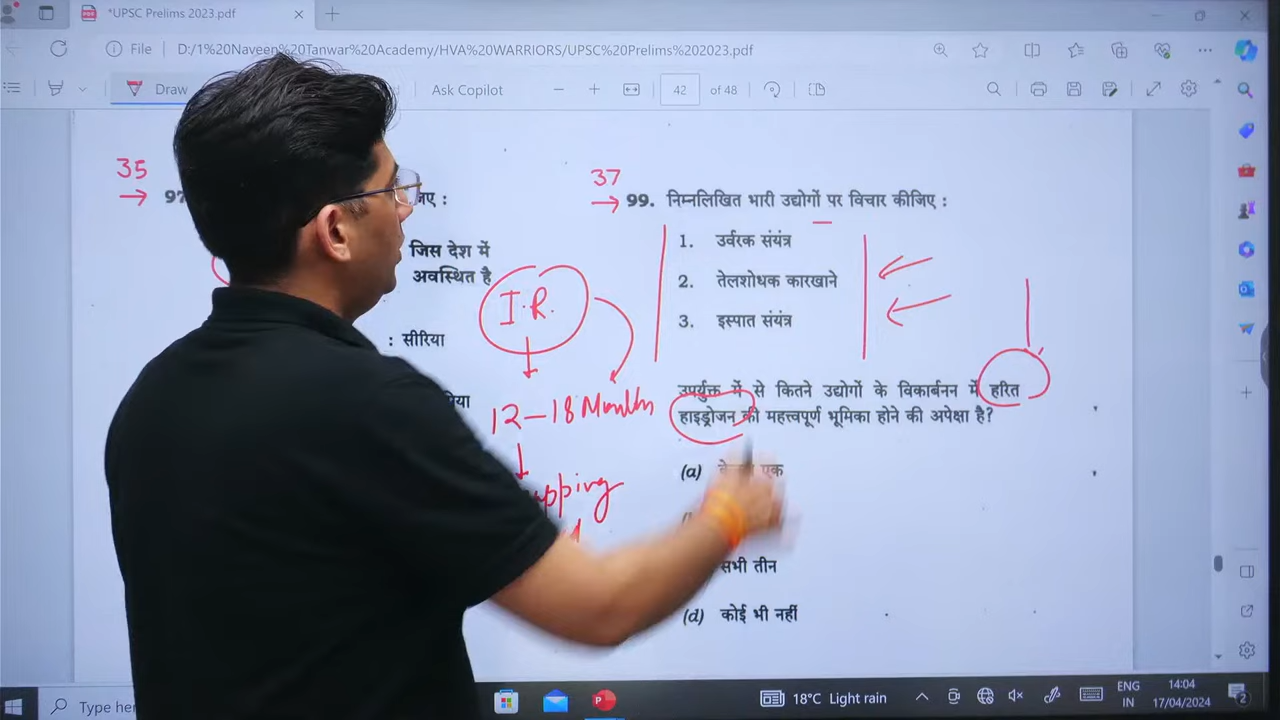 *UPSC Prelims 2023.pdf
File D:/1%20Naveen%20Tanwar%20Academy/HVA%20WARRIORS/UPSC%20Prelims%202023.pdf
Draw Ask Copilot 42 of 48
35
97
जिस देश में
अवस्थित है
: सीरिया
I.R.
12-18 Months
37
99. निम्नलिखित भारी उद्योगों पर विचार कीजिए :
1. उर्वरक संयंत्र
2. तेलशोधक कारखाने
3. इस्पात संयंत्र
उपर्युक्त में से कितने उद्योगों के विकार्बनन में हरित
हाइड्रोजन की महत्त्वपूर्ण भूमिका होने की अपेक्षा है?
(a) एक
सभी तीन
(d) कोई भी नहीं
Type her
18°C Light rain
ENG
IN
14:04
17/04/2024